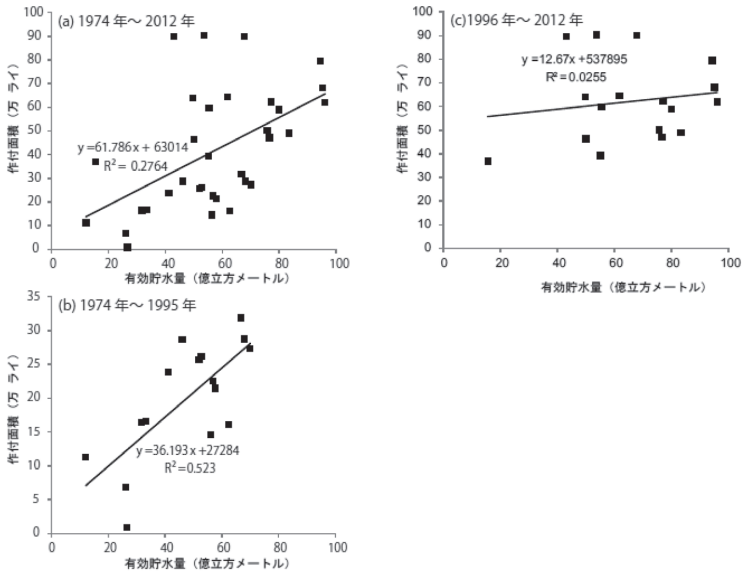 (a) 1974 年～ 2012 年
100
90
80
70
60
50
40
30
20
10
0
作付面積（万 ライ）
y =61.786x + 63014
R² = 0.2764
0 20 40 60 80 100
有効貯水量（億立方メートル）
(c)1996 年～ 2012 年
100
90
80
70
60
50
40
30
20
10
0
作付面積（万 ライ）
y =12.67x +537895
R² =0.0255
0 20 40 60 80 100
有効貯水量（億立方メートル）
(b) 1974 年～ 1995 年
35
30
25
20
15
10
5
0
作付面積（万 ライ）
y =36.193x +27284
R² =0.523
0 20 40 60 80 100
有効貯水量（億立方メートル）